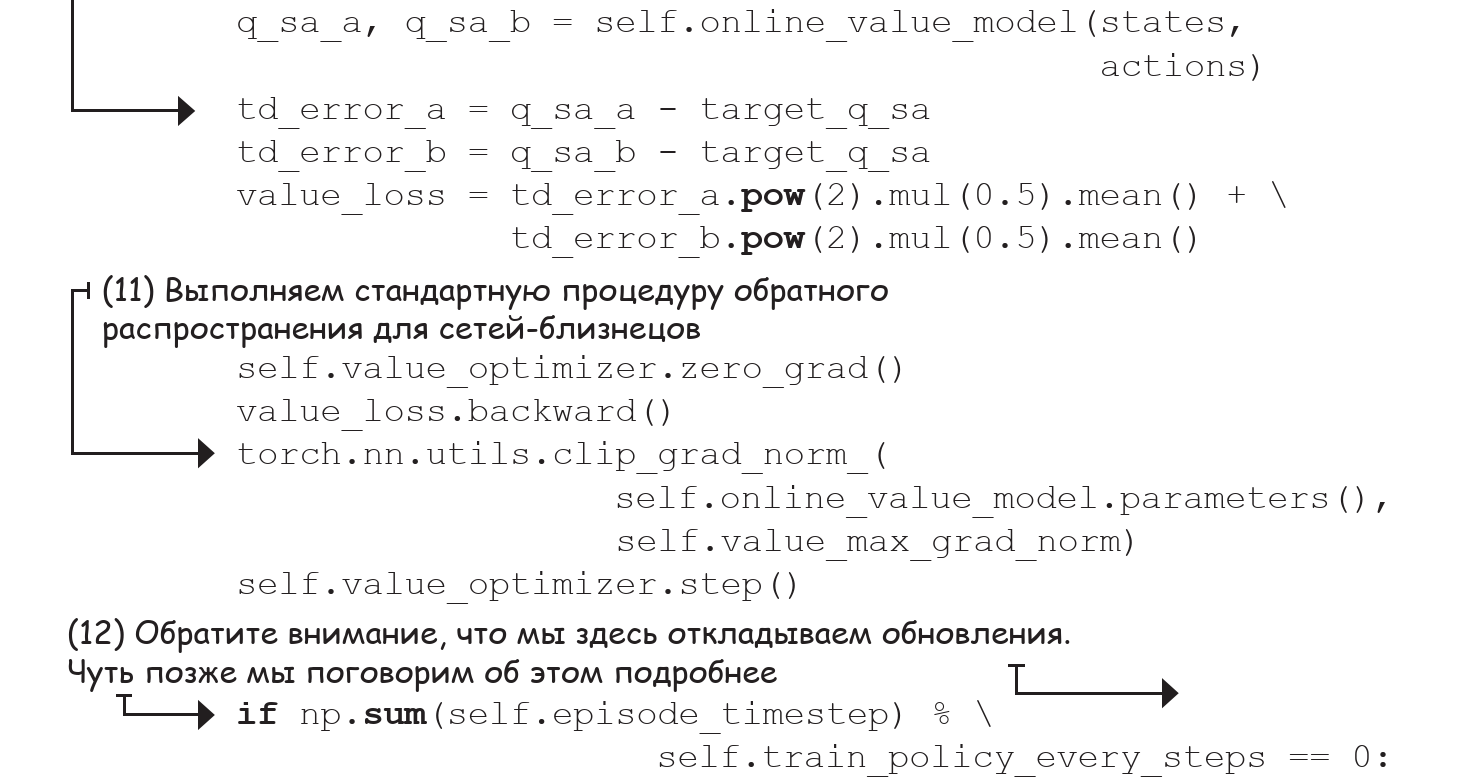 q_sa_a, q_sa_b = self.online_value_model(states,
actions)
td_error_a = q_sa_a - target_q_sa
td_error_b = q_sa_b - target_q_sa
value_loss = td_error_a.pow(2).mul(0.5).mean() + \
td_error_b.pow(2).mul(0.5).mean()
(11) Выполняем стандартную процедуру обратного
распространения для сетей-близнецов
self.value_optimizer.zero_grad()
value_loss.backward()
torch.nn.utils.clip_grad_norm_(
self.online_value_model.parameters(),
self.value_max_grad_norm)
self.value_optimizer.step()
(12) Обратите внимание, что мы здесь откладываем обновления.
Чуть позже мы поговорим об этом подробнее
if np.sum(self.episode_timestep) % \
self.train_policy_every_steps == 0: